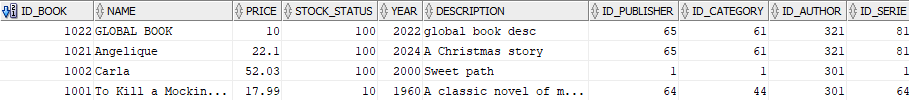 ID_BOOK NAME PRICE STOCK_STATUS YEAR DESCRIPTION ID_PUBLISHER ID_CATEGORY ID_AUTHOR ID_SERIE
1022 GLOBAL BOOK 10 100 2022 global book desc 65 61 321 81
1021 Angelique 22.1 100 2024 A Christmas story 65 61 321 81
1002 Carla 52.03 100 2000 Sweet path 1 1 301 1
1001 To Kill a Mockin... 17.99 10 1960 A classic novel of m... 64 44 301 64